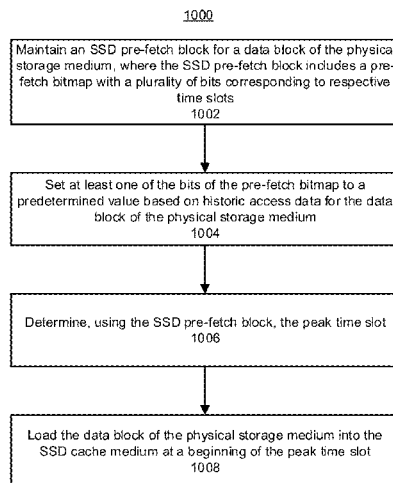 1000
Maintain an SSD pre-fetch block for a data block of the physical
storage medium, where the SSD pre-fetch block includes a pre-
fetch bitmap with a plurality of bits corresponding to respective
time slots
1002
Set at least one of the bits of the pre-fetch bitmap to a
predetermined value based on historic access data for the data
block of the physical storage medium
1004
Determine, using the SSD pre-fetch block, the peak time slot
1006
Load the data block of the physical storage medium into the
SSD cache medium at a beginning of the peak time slot
1008